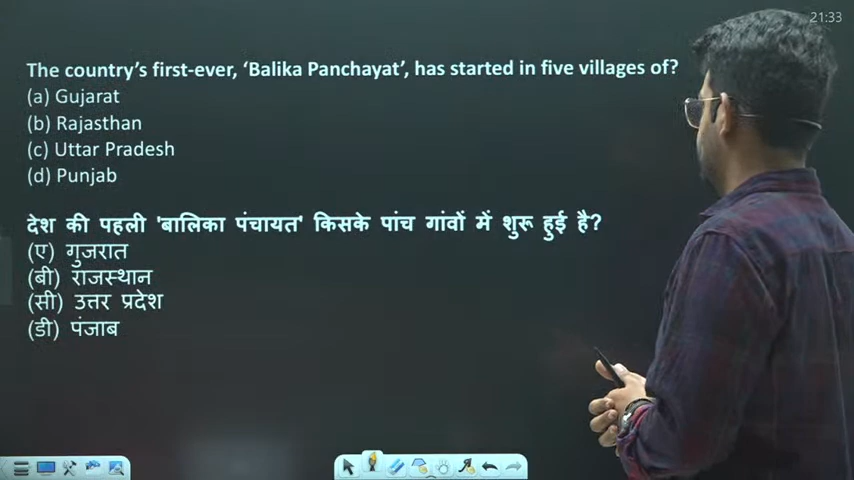 21:33
The country's first-ever, ‘Balika Panchayat’, has started in five villages of?
(a) Gujarat
(b) Rajasthan
(c) Uttar Pradesh
(d) Punjab
देश की पहली 'बालिका पंचायत' किसके पांच गांवों में शुरू हुई है?
(ए) गुजरात
(बी) राजस्थान
(सी) उत्तर प्रदेश
(डी) पंजाब